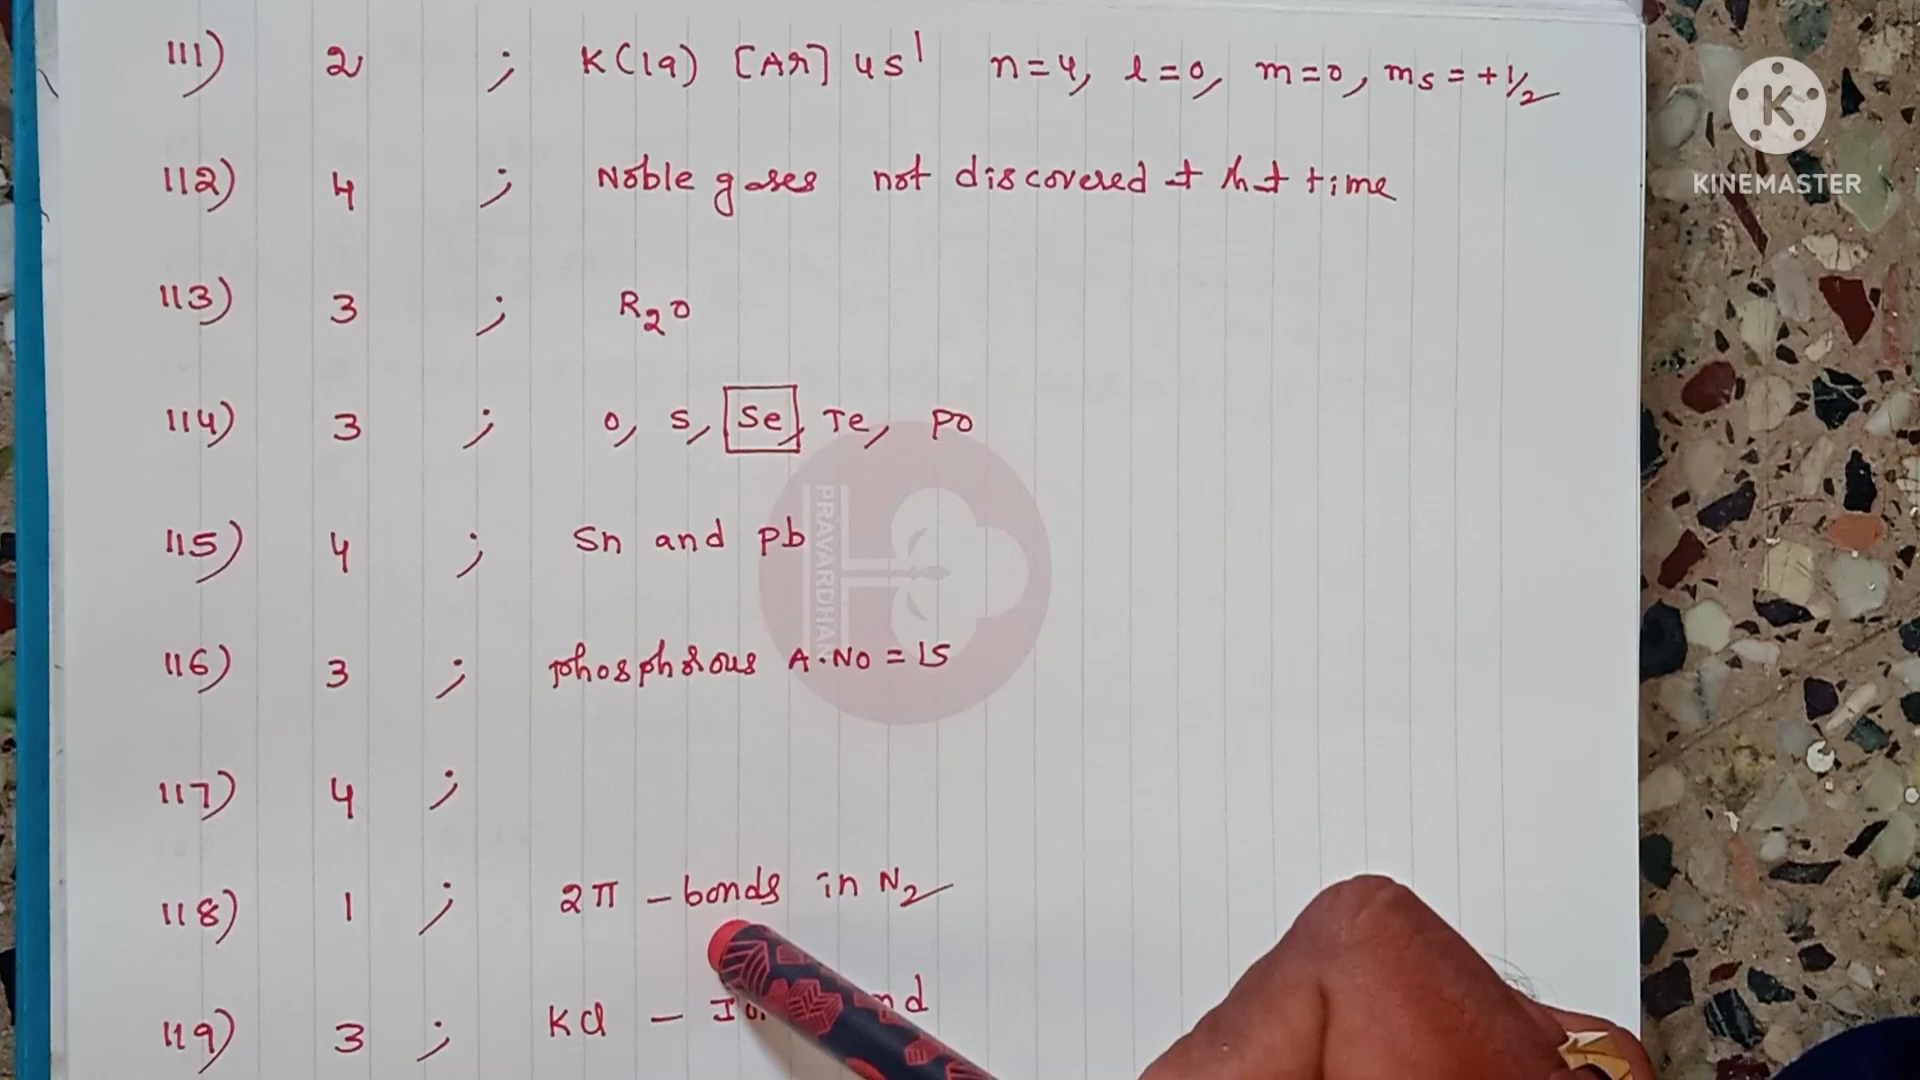 111) 2 ; K(19) [Ar] 4s¹ n=4, l=0, m=0, ms=+1/2
112) 4 ; Noble gases not discovered at that time
113) 3 ; R₂O
114) 3 ; O, S, Se, Te, Po
115) 4 ; Sn and Pb
116) 3 ; Phosphorous A.NO = 15
117) 4 ;
118) 1 ; 2π - bonds in N₂
119) 3 ; KCl -
KINEMASTER
PRAVARDHAN